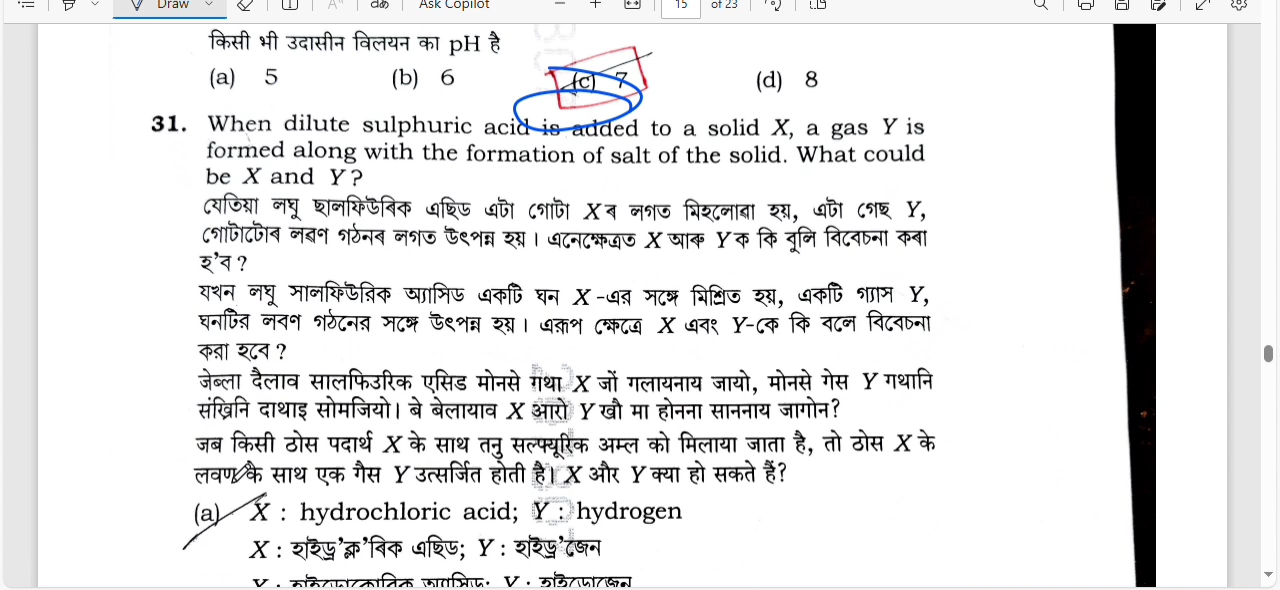 Draw
Ask Copilot
15 of 23
किसी भी उदासीन विलयन का pH है
(a) 5 (b) 6 (c) 7 (d) 8
31. When dilute sulphuric acid is added to a solid X, a gas Y is
formed along with the formation of salt of the solid. What could
be X and Y?
যেতিয়া লঘু ছালফিউৰিক এছিড এটা গোটা Xৰ লগত মিহলোৱা হয়, এটা গেছ Y,
গোটাটোৰ লৱণ গঠনৰ লগত উৎপন্ন হয়। এনেক্ষেত্ৰত X আৰু Yক কি বুলি বিবেচনা কৰা
হ'ব?
যখন লঘু সালফিউরিক অ্যাসিড একটি ঘন X -এর সঙ্গে মিশ্রিত হয়, একটি গ্যাস Y,
ঘনটির লবণ গঠনের সঙ্গে উৎপন্ন হয়। এরূপ ক্ষেত্রে X এবং Y-কে কি বলে বিবেচনা
করা হবে?
जेब्ला दैलाव सालफिउरिक एसिड मोनसे गथा X जों गलायनाय जायो, मोनसे गेस Y गथानि
संख्रिनि दाथाइ सोमजियो। बे बेलायाव X आरो Y खौ मा होनना साननाय जागोन?
जब किसी ठोस पदार्थ X के साथ तनु सल्फ्यूरिक अम्ल को मिलाया जाता है, तो ठोस X के
लवण के साथ एक गैस Y उत्सर्जित होती है। X और Y क्या हो सकते हैं?
(a) X : hydrochloric acid; Y : hydrogen
X : হাইড্ৰ'ক্ল'ৰিক এছিড; Y : হাইড্ৰ'জেন